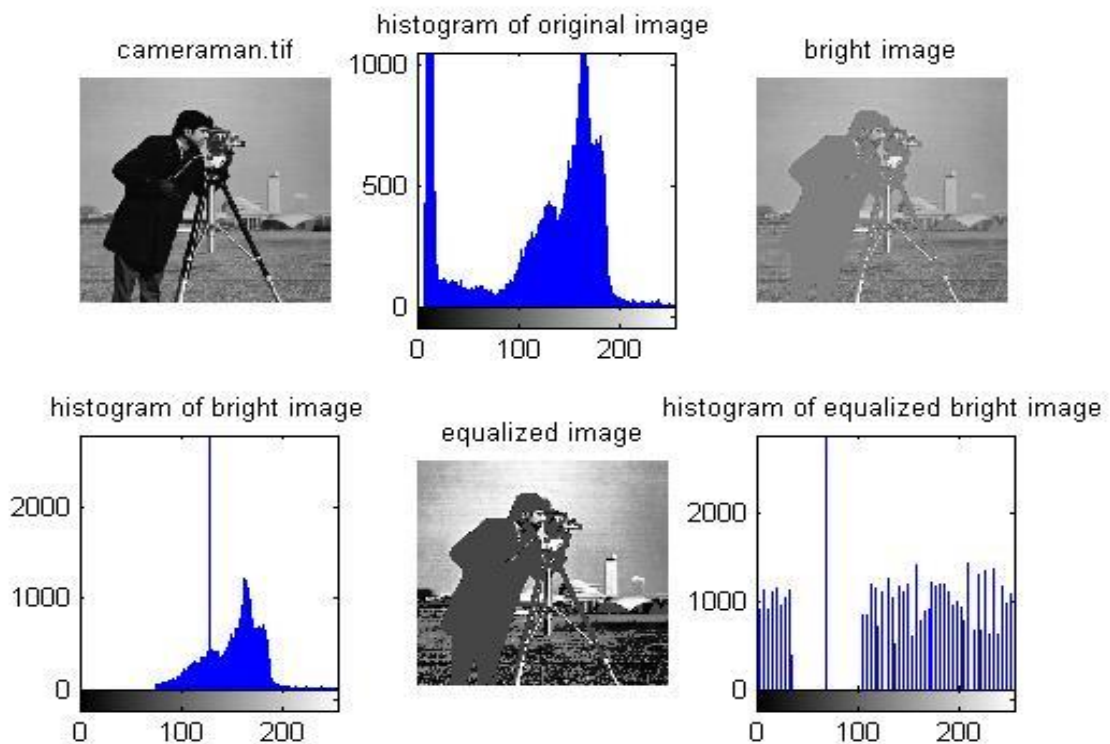 cameraman.tif
histogram of original image
bright image
1000
500
0
0 100 200
histogram of bright image
equalized image
histogram of equalized bright image
2000
1000
0
0 100 200
2000
1000
0
0 100 200